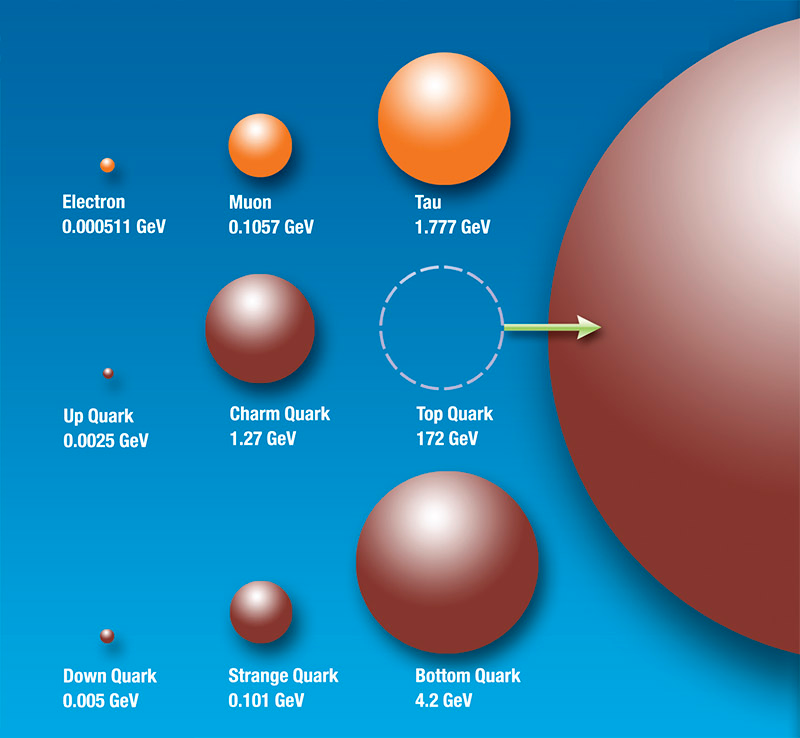 Electron
0.000511 GeV
Muon
0.1057 GeV
Tau
1.777 GeV
Up Quark
0.0025 GeV
Charm Quark
1.27 GeV
Top Quark
172 GeV
Down Quark
0.005 GeV
Strange Quark
0.101 GeV
Bottom Quark
4.2 GeV